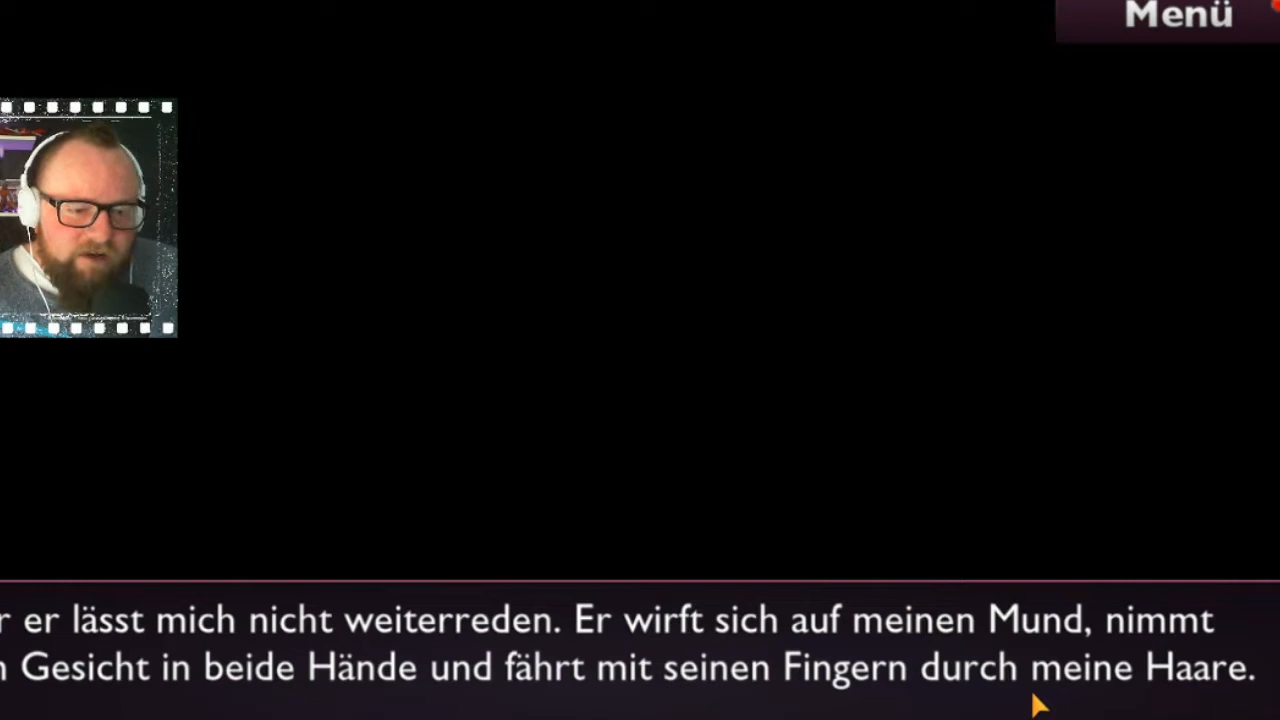 Menü
er lässt mich nicht weiterreden. Er wirft sich auf meinen Mund, nimmt
Gesicht in beide Hände und fährt mit seinen Fingern durch meine Haare.